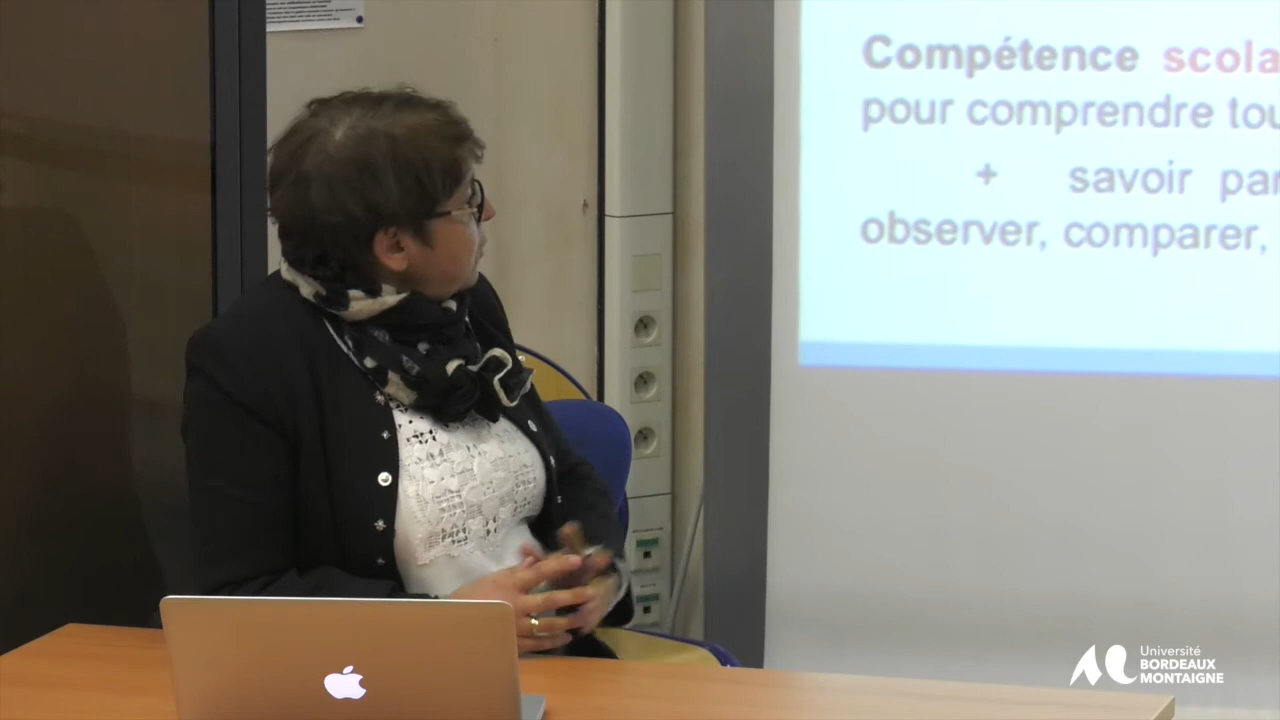 Compétence scola
pour comprendre tou
+ savoir par
observer, comparer,
Université
BORDEAUX
MONTAIGNE